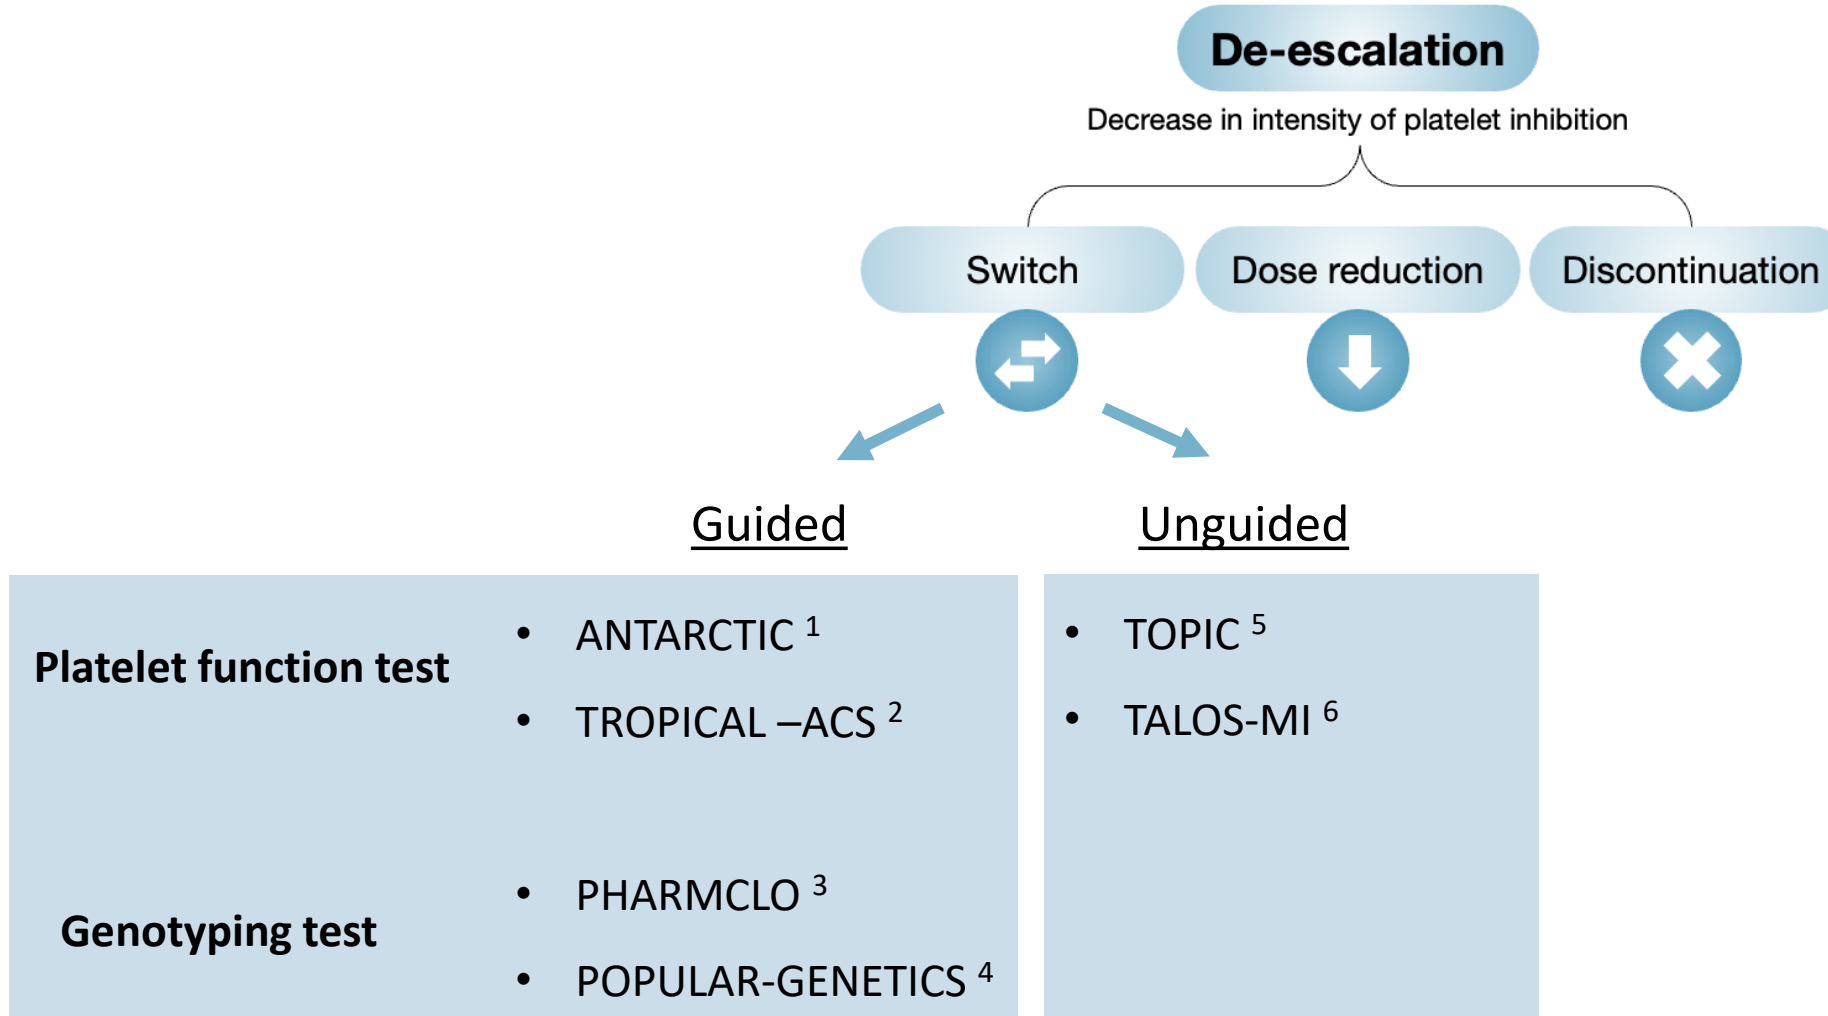 De-escalation
Decrease in intensity of platelet inhibition
Switch
Dose reduction
Discontinuation
Guided
Unguided
Platelet function test
• ANTARCTIC 1
• TROPICAL –ACS 2
Genotyping test
• PHARMCLO 3
• POPULAR-GENETICS 4
• TOPIC 5
• TALOS-MI 6